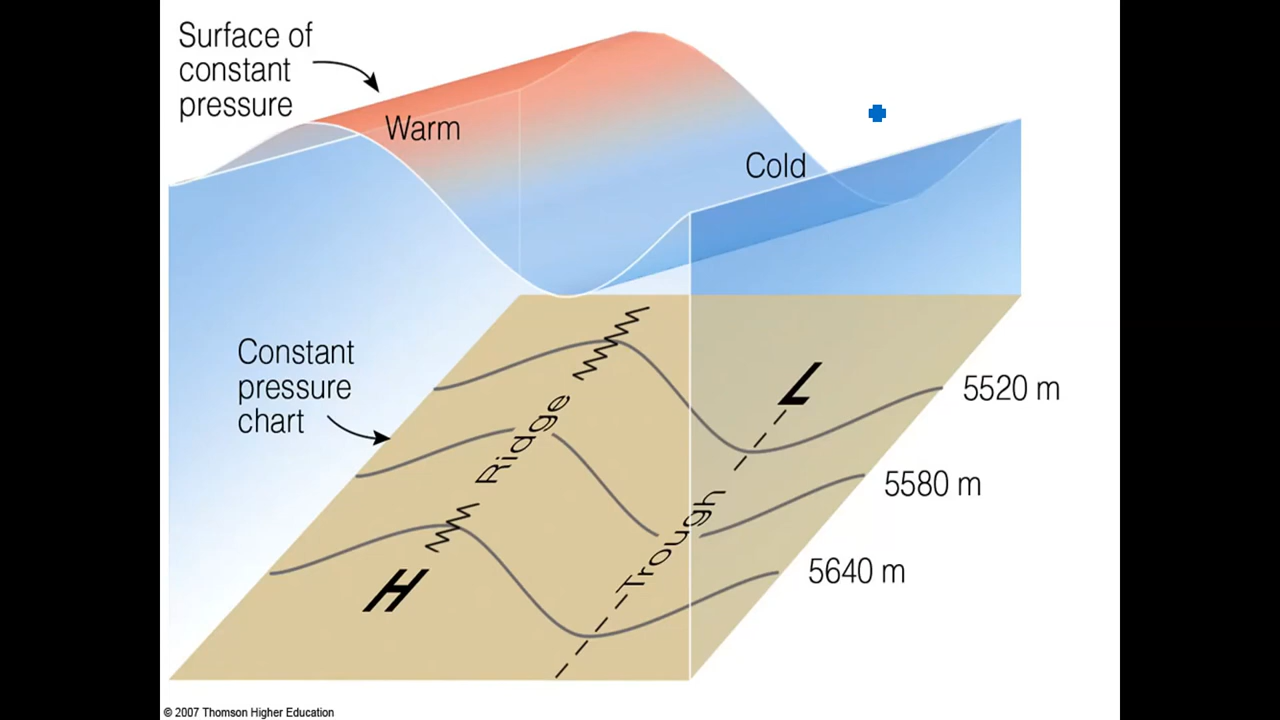 Surface of
constant
pressure
Warm
Cold
Constant
pressure
chart
Ridge
H
L
Trough
5520 m
5580 m
5640 m
© 2007 Thomson Higher Education